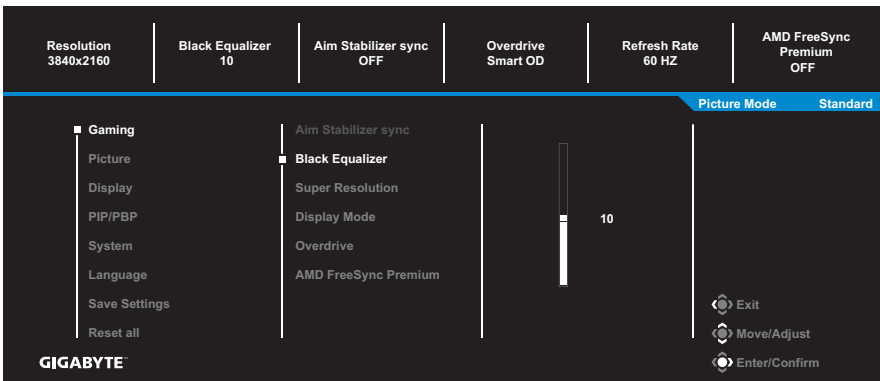 Resolution
3840x2160
Black Equalizer
10
Aim Stabilizer sync
OFF
Overdrive
Smart OD
Refresh Rate
60 HZ
AMD FreeSync
Premium
OFF
Picture Mode Standard
Gaming
Picture
Display
PIP/PBP
System
Language
Save Settings
Reset all
Aim Stabilizer sync
Black Equalizer
Super Resolution
Display Mode
Overdrive
AMD FreeSync Premium
10
Exit
Move/Adjust
Enter/Confirm
GIGABYTE™